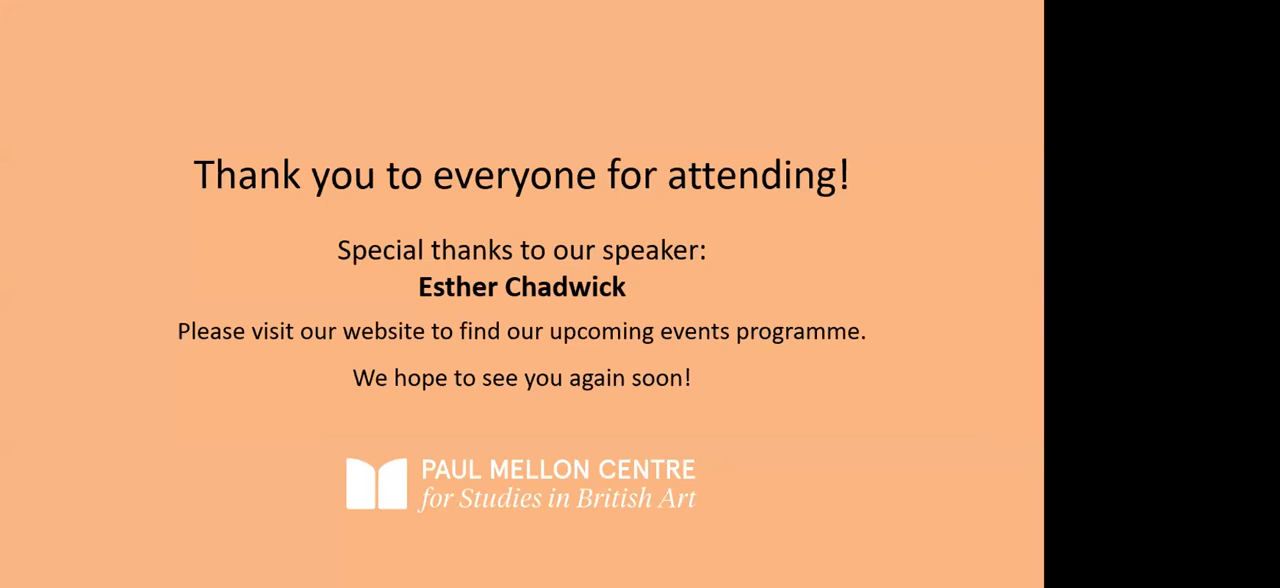 Thank you to everyone for attending!
Special thanks to our speaker:
Esther Chadwick
Please visit our website to find our upcoming events programme.
We hope to see you again soon!
PAUL MELLON CENTRE
for Studies in British Art